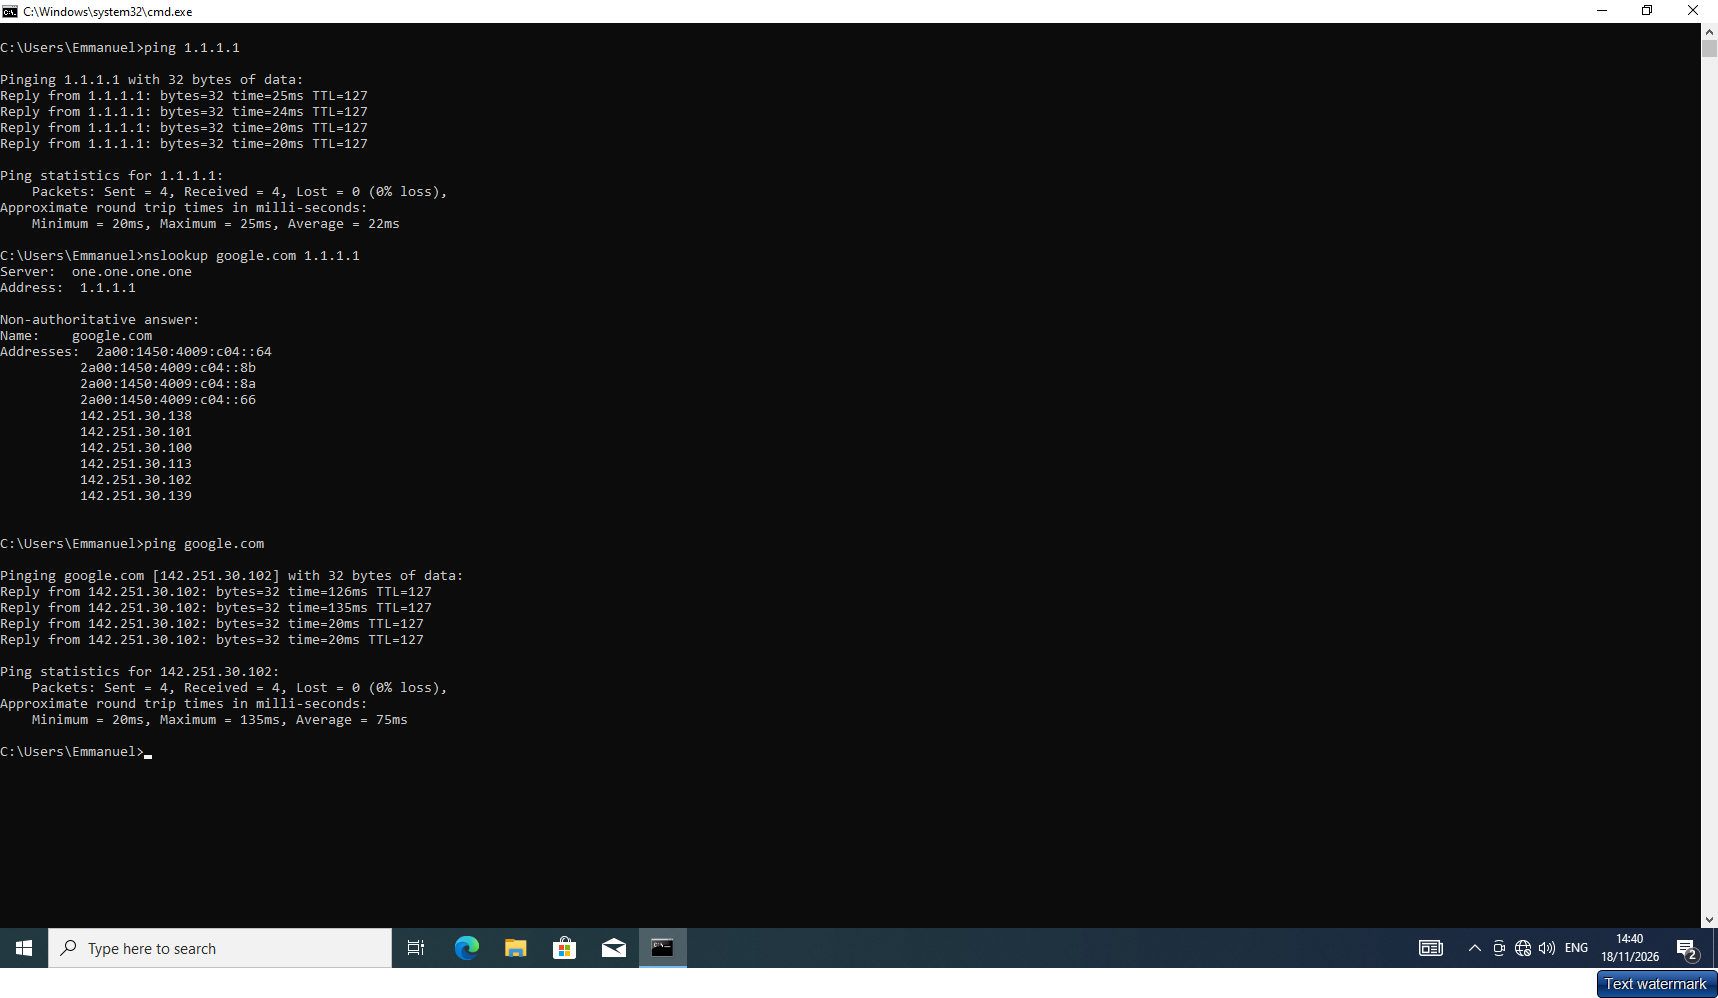 C:\Windows\system32\cmd.exe
C:\Users\Emmanuel>ping 1.1.1.1
Pinging 1.1.1.1 with 32 bytes of data:
Reply from 1.1.1.1: bytes=32 time=25ms TTL=127
Reply from 1.1.1.1: bytes=32 time=24ms TTL=127
Reply from 1.1.1.1: bytes=32 time=20ms TTL=127
Reply from 1.1.1.1: bytes=32 time=20ms TTL=127
Ping statistics for 1.1.1.1:
    Packets: Sent = 4, Received = 4, Lost = 0 (0% loss),
Approximate round trip times in milli-seconds:
    Minimum = 20ms, Maximum = 25ms, Average = 22ms
C:\Users\Emmanuel>nslookup google.com 1.1.1.1
Server:  one.one.one.one
Address:  1.1.1.1
Non-authoritative answer:
Name:    google.com
Addresses:  2a00:1450:4009:c04::64
          2a00:1450:4009:c04::8b
          2a00:1450:4009:c04::8a
          2a00:1450:4009:c04::66
          142.251.30.138
          142.251.30.101
          142.251.30.100
          142.251.30.113
          142.251.30.102
          142.251.30.139
C:\Users\Emmanuel>ping google.com
Pinging google.com [142.251.30.102] with 32 bytes of data:
Reply from 142.251.30.102: bytes=32 time=126ms TTL=127
Reply from 142.251.30.102: bytes=32 time=135ms TTL=127
Reply from 142.251.30.102: bytes=32 time=20ms TTL=127
Reply from 142.251.30.102: bytes=32 time=20ms TTL=127
Ping statistics for 142.251.30.102:
    Packets: Sent = 4, Received = 4, Lost = 0 (0% loss),
Approximate round trip times in milli-seconds:
    Minimum = 20ms, Maximum = 135ms, Average = 75ms
C:\Users\Emmanuel>
Type here to search
ENG
14:40
18/11/2026
2
Text watermark